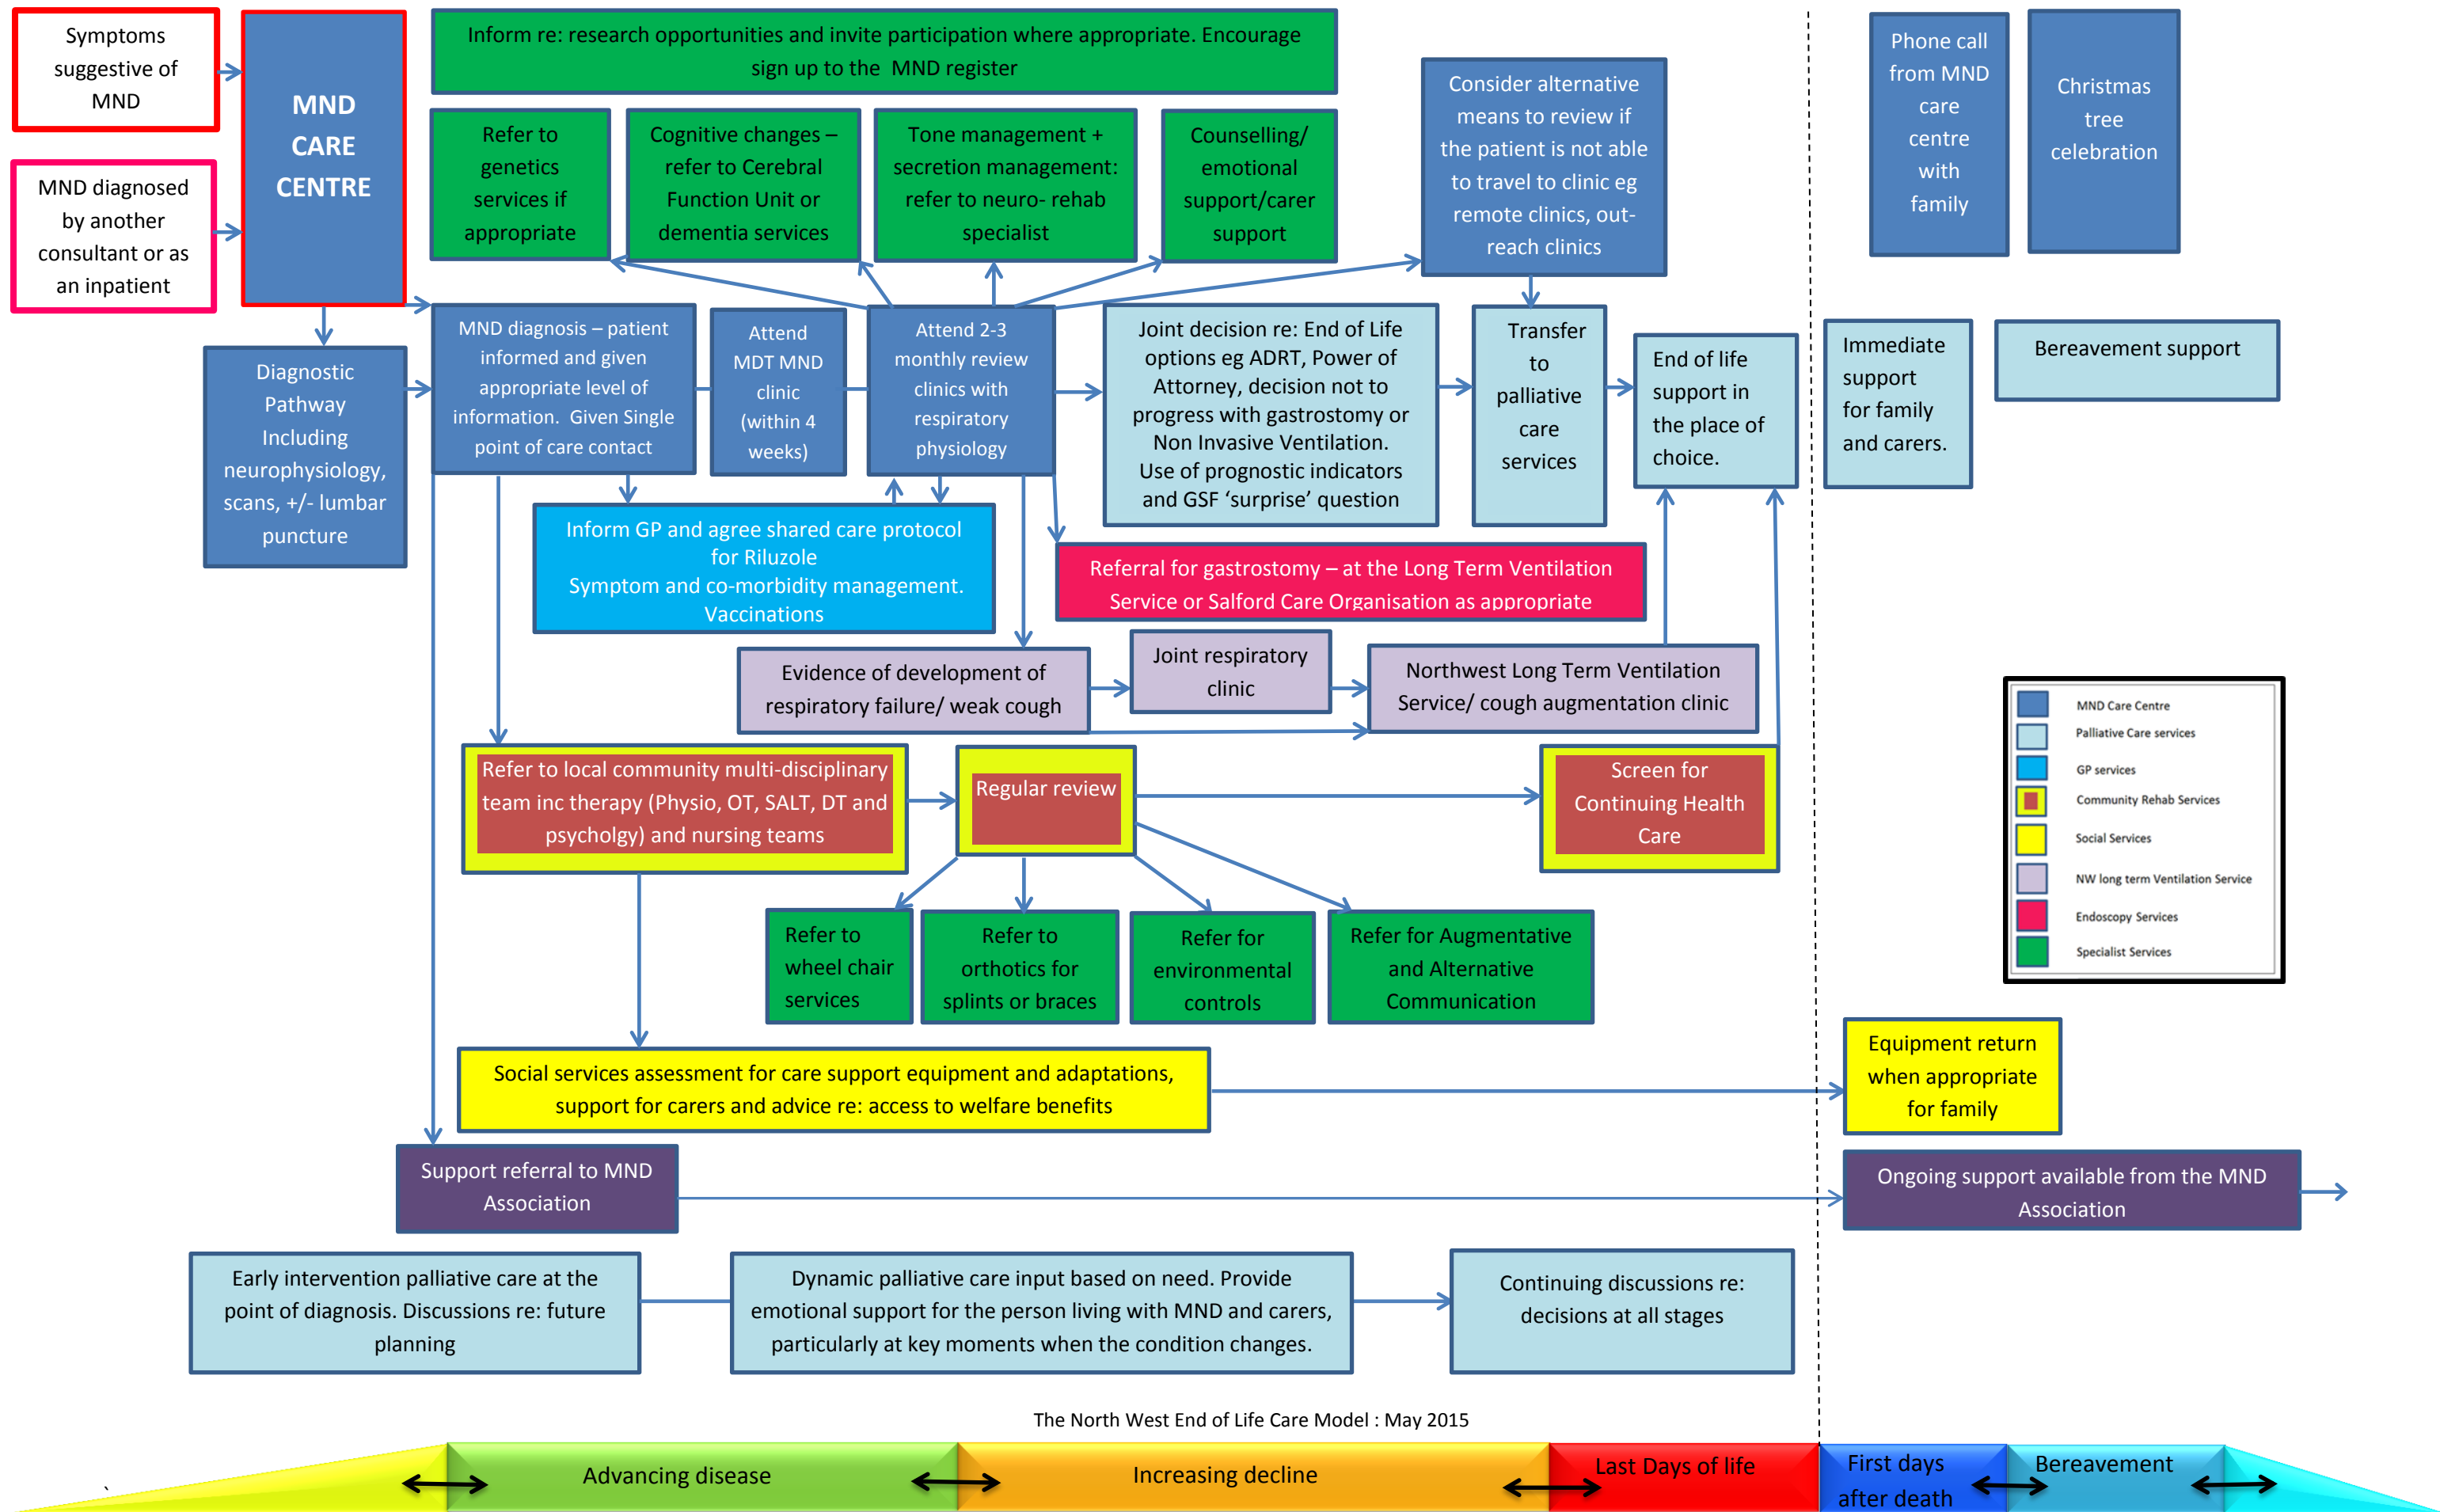 Symptoms
suggestive of
MND
MND diagnosed
by another
consultant or as
an inpatient
MND
CARE
CENTRE
Inform re: research opportunities and invite participation where appropriate. Encourage
sign up to the  MND register
Refer to
genetics
services if
appropriate
Cognitive changes –
refer to Cerebral
Function Unit or
dementia services
Tone management +
secretion management:
refer to neuro- rehab
specialist
Counselling/
emotional
support/carer
support
Consider alternative
means to review if
the patient is not able
to travel to clinic eg
remote clinics, out-
reach clinics
Phone call
from MND
care
centre
with
family
Christmas
tree
celebration
Diagnostic
Pathway
Including
neurophysiology,
scans, +/- lumbar
puncture
MND diagnosis – patient
informed and given
appropriate level of
information.  Given Single
point of care contact
Attend
MDT MND
clinic
(within 4
weeks)
Attend 2-3
monthly review
clinics with
respiratory
physiology
Joint decision re: End of Life
options eg ADRT, Power of
Attorney, decision not to
progress with gastrostomy or
Non Invasive Ventilation.
Use of prognostic indicators
and GSF ‘surprise’ question
Transfer
to
palliative
care
services
End of life
support in
the place of
choice.
Immediate
support
for family
and carers.
Bereavement support
Inform GP and agree shared care protocol
for Riluzole
Symptom and co-morbidity management.
Vaccinations
Referral for gastrostomy – at the Long Term Ventilation
Service or Salford Care Organisation as appropriate
Evidence of development of
respiratory failure/ weak cough
Joint respiratory
clinic
Northwest Long Term Ventilation
Service/ cough augmentation clinic
MND Care Centre
Palliative Care services
GP services
Community Rehab Services
Social Services
NW long term Ventilation Service
Endoscopy Services
Specialist Services
Refer to local community multi-disciplinary
team inc therapy (Physio, OT, SALT, DT and
psycholgy) and nursing teams
Regular review
Screen for
Continuing Health
Care
Refer to
wheel chair
services
Refer to
orthotics for
splints or braces
Refer for
environmental
controls
Refer for Augmentative
and Alternative
Communication
Social services assessment for care support equipment and adaptations,
support for carers and advice re: access to welfare benefits
Equipment return
when appropriate
for family
Support referral to MND
Association
Ongoing support available from the MND
Association
Early intervention palliative care at the
point of diagnosis. Discussions re: future
planning
Dynamic palliative care input based on need. Provide
emotional support for the person living with MND and carers,
particularly at key moments when the condition changes.
Continuing discussions re:
decisions at all stages
The North West End of Life Care Model : May 2015
`
Advancing disease
Increasing decline
Last Days of life
First days
after death
Bereavement